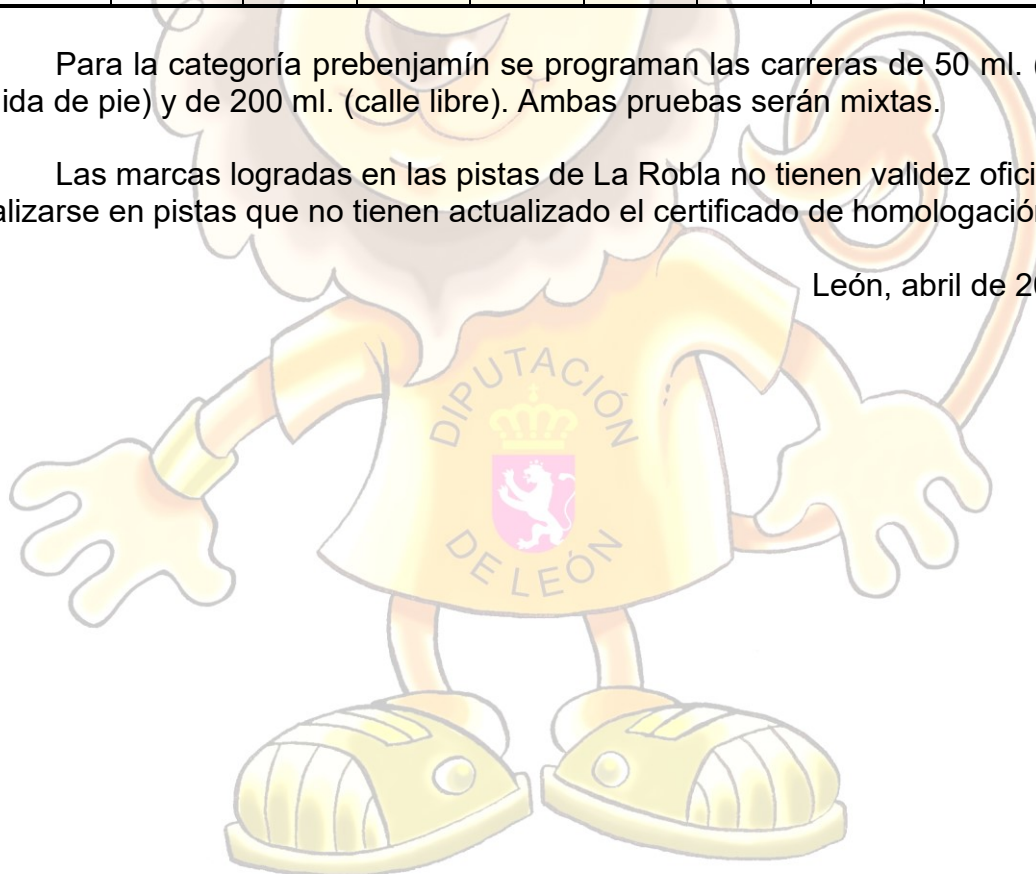 Para la categoría prebenjamín se programan las carreras de 50 ml. (
ida de pie) y de 200 ml. (calle libre). Ambas pruebas serán mixtas.
Las marcas logradas en las pistas de La Robla no tienen validez ofici
alizarse en pistas que no tienen actualizado el certificado de homologación
León, abril de 20
DIPUTACIÓN
DE LEÓN